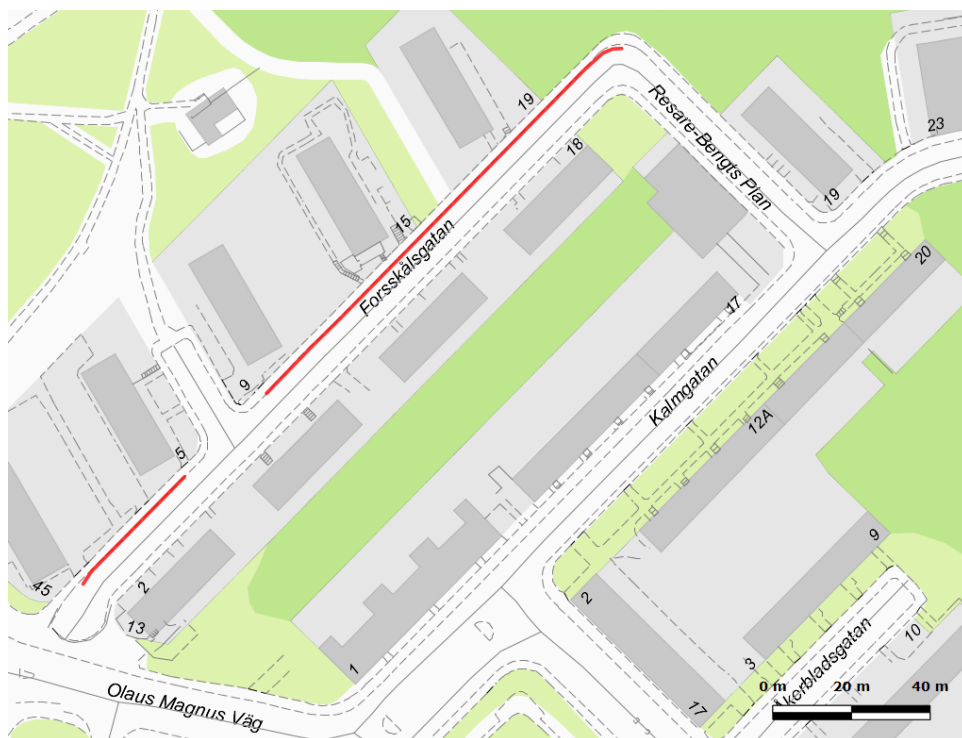 19
Resare-Bengts Plan
23
18
19
15
Forsskålsgatan
20
17
9
Kalmgatan
12A
5
9
45
2
2
13
10
3
1
kerbladsgatan
Olaus Magnus Väg
17
0 m 20 m 40 m